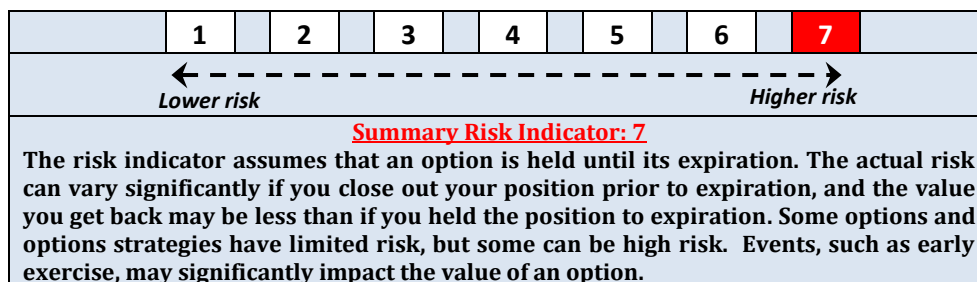 1 2 3 4 5 6 7
Lower risk Higher risk
Summary Risk Indicator: 7
The risk indicator assumes that an option is held until its expiration. The actual risk
can vary significantly if you close out your position prior to expiration, and the value
you get back may be less than if you held the position to expiration. Some options and
options strategies have limited risk, but some can be high risk. Events, such as early
exercise, may significantly impact the value of an option.